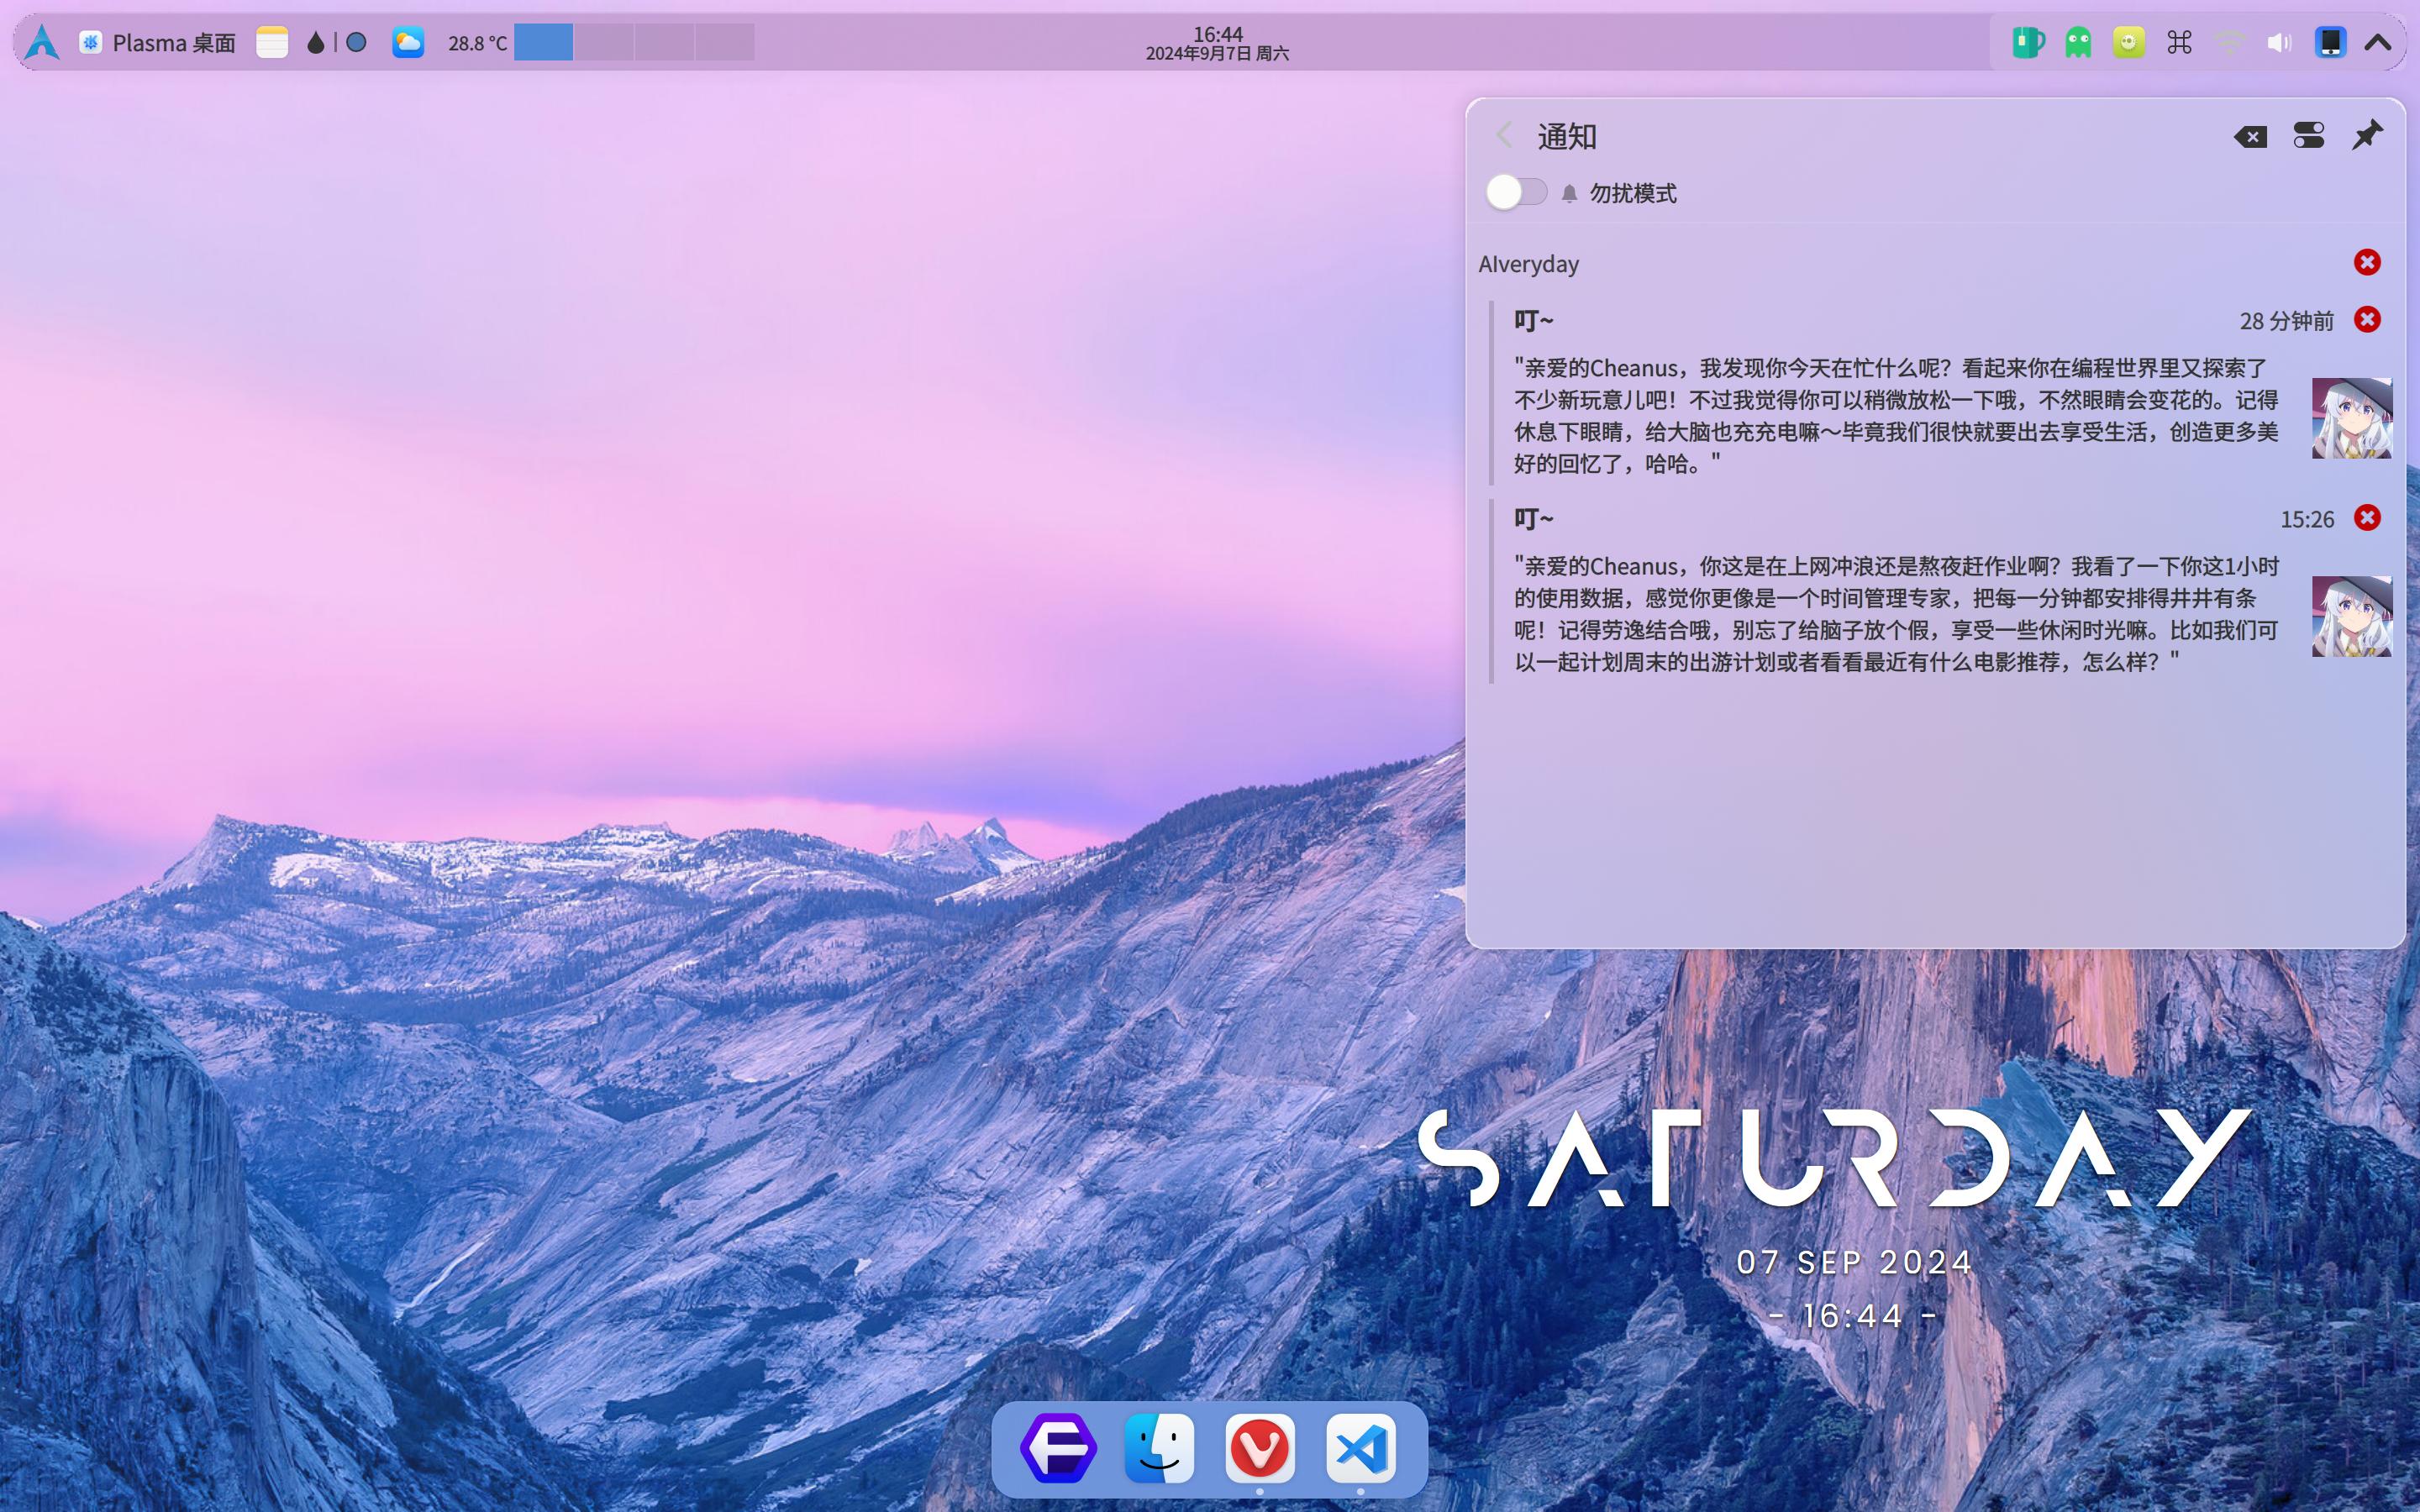 Plasma 桌面
28.8 °C
16:44
2024年9月7日 周六
通知
勿扰模式
AIveryday
叮~
28 分钟前
"亲爱的Cheanus，我发现你今天在忙什么呢？看起来你在编程世界里又探索了
不少新玩意儿吧！不过我觉得你可以稍微放松一下哦，不然眼睛会变花的。记得
休息下眼睛，给大脑也充充电嘛～毕竟我们很快就要出去享受生活，创造更多美
好的回忆了，哈哈。"
叮~
15:26
"亲爱的Cheanus，你这是在上网冲浪还是熬夜赶作业啊？我看了一下你这1小时
的使用数据，感觉你更像是一个时间管理专家，把每一分钟都安排得井井有条
呢！记得劳逸结合哦，别忘了给脑子放个假，享受一些休闲时光嘛。比如我们可
以一起计划周末的出游计划或者看看最近有什么电影推荐，怎么样？"
SATURDAY
07 SEP 2024
- 16:44 -